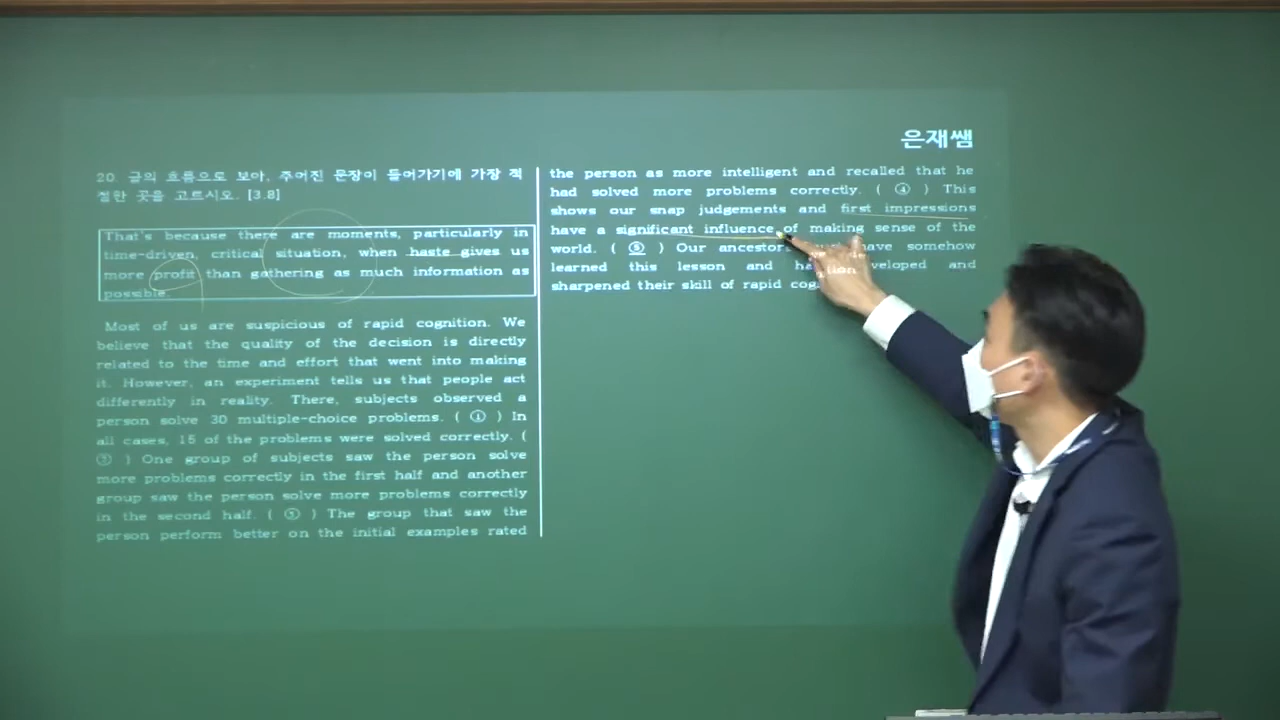 은재쌤
20. 글의 흐름으로 보아, 주어진 문장이 들어가기에 가장 적
절한 곳을 고르시오. [3.8]
That's because there are moments, particularly in
time-driven, critical situation, when haste gives us
more profit than gathering as much information as
possible.
Most of us are suspicious of rapid cognition. We
believe that the quality of the decision is directly
related to the time and effort that went into making
it. However, an experiment tells us that people act
differently in reality. There, subjects observed a
person solve 30 multiple-choice problems. ( ① ) In
all cases, 15 of the problems were solved correctly. (
② ) One group of subjects saw the person solve
more problems correctly in the first half and another
group saw the person solve more problems correctly
in the second half. ( ③ ) The group that saw the
person perform better on the initial examples rated
the person as more intelligent and recalled that he
had solved more problems correctly. ( ④ ) This
shows our snap judgements and first impressions
have a significant influence of making sense of the
world. ( ⑤ ) Our ancestors have somehow
learned this lesson and developed and
sharpened their skill of rapid